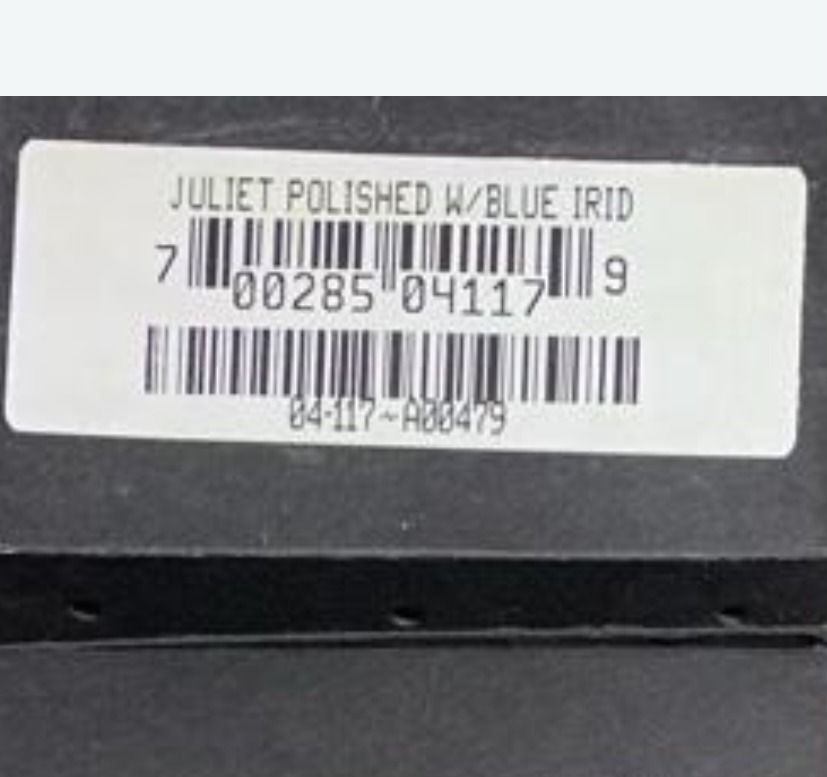 JULIET POLISHED W/BLUE IRID
7 00285 04117 9
04-117~A00479